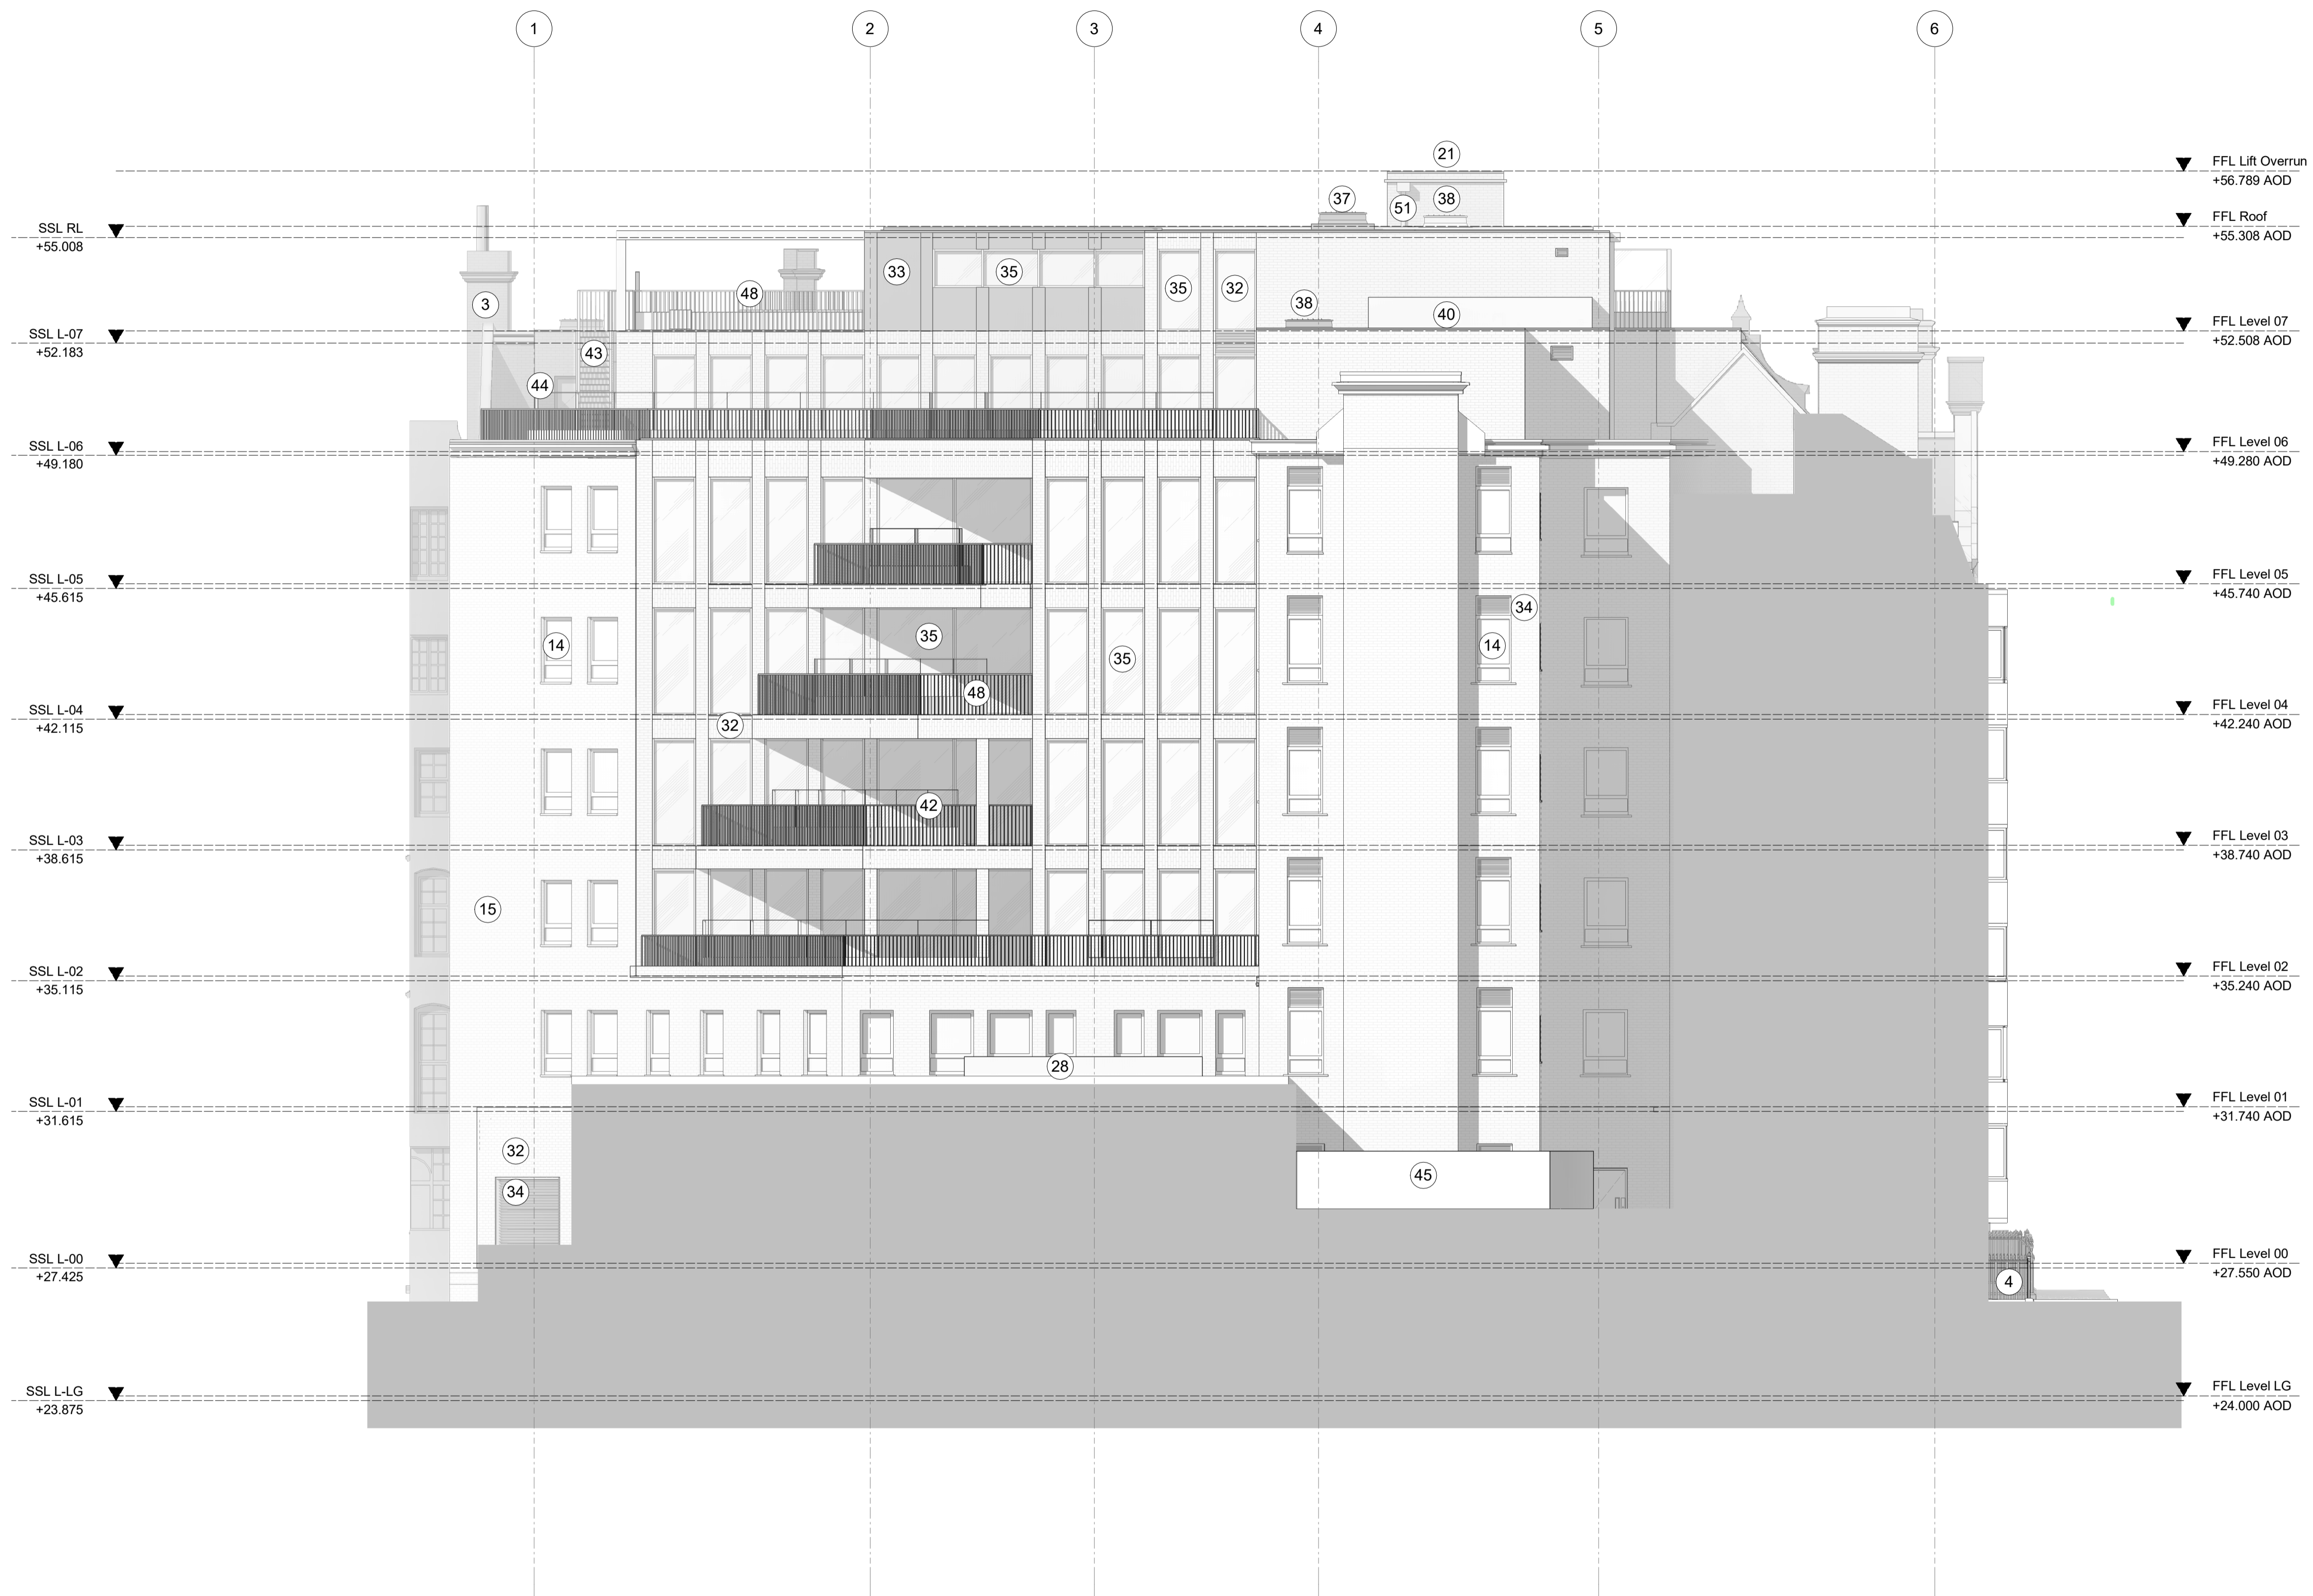 1 2 3 4 5 6
21
FFL Lift Overrun
+56.789 AOD
37 38
51
SSL RL
+55.008
FFL Roof
+55.308 AOD
33 35 35 32
48
3 38
40
SSL L-07
+52.183
FFL Level 07
+52.508 AOD
43
44
SSL L-06
+49.180
FFL Level 06
+49.280 AOD
SSL L-05
+45.615
FFL Level 05
+45.740 AOD
34
35
14 14
35
48
SSL L-04
+42.115
FFL Level 04
+42.240 AOD
32
42
SSL L-03
+38.615
FFL Level 03
+38.740 AOD
15
SSL L-02
+35.115
FFL Level 02
+35.240 AOD
28
SSL L-01
+31.615
FFL Level 01
+31.740 AOD
32
45
34
SSL L-00
+27.425
FFL Level 00
+27.550 AOD
4
SSL L-LG
+23.875
FFL Level LG
+24.000 AOD